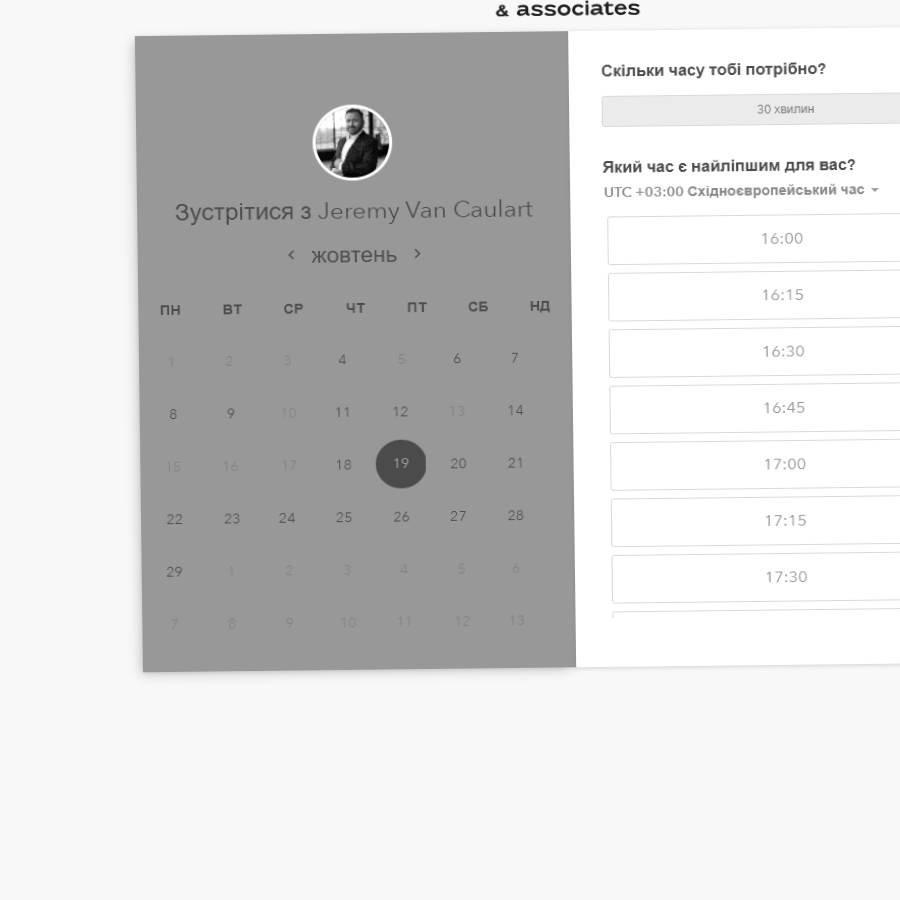 & associates
Зустрітися з Jeremy Van Caulart
жовтень
ПН ВТ СР ЧТ ПТ СБ НД
1 2 3 4 5 6 7
8 9 10 11 12 13 14
15 16 17 18 19 20 21
22 23 24 25 26 27 28
29 1 2 3 4 5 6
7 8 9 10 11 12 13
Скільки часу тобі потрібно?
30 хвилин
Який час є найліпшим для вас?
UTC +03:00 Східноєвропейський час
16:00
16:15
16:30
16:45
17:00
17:15
17:30